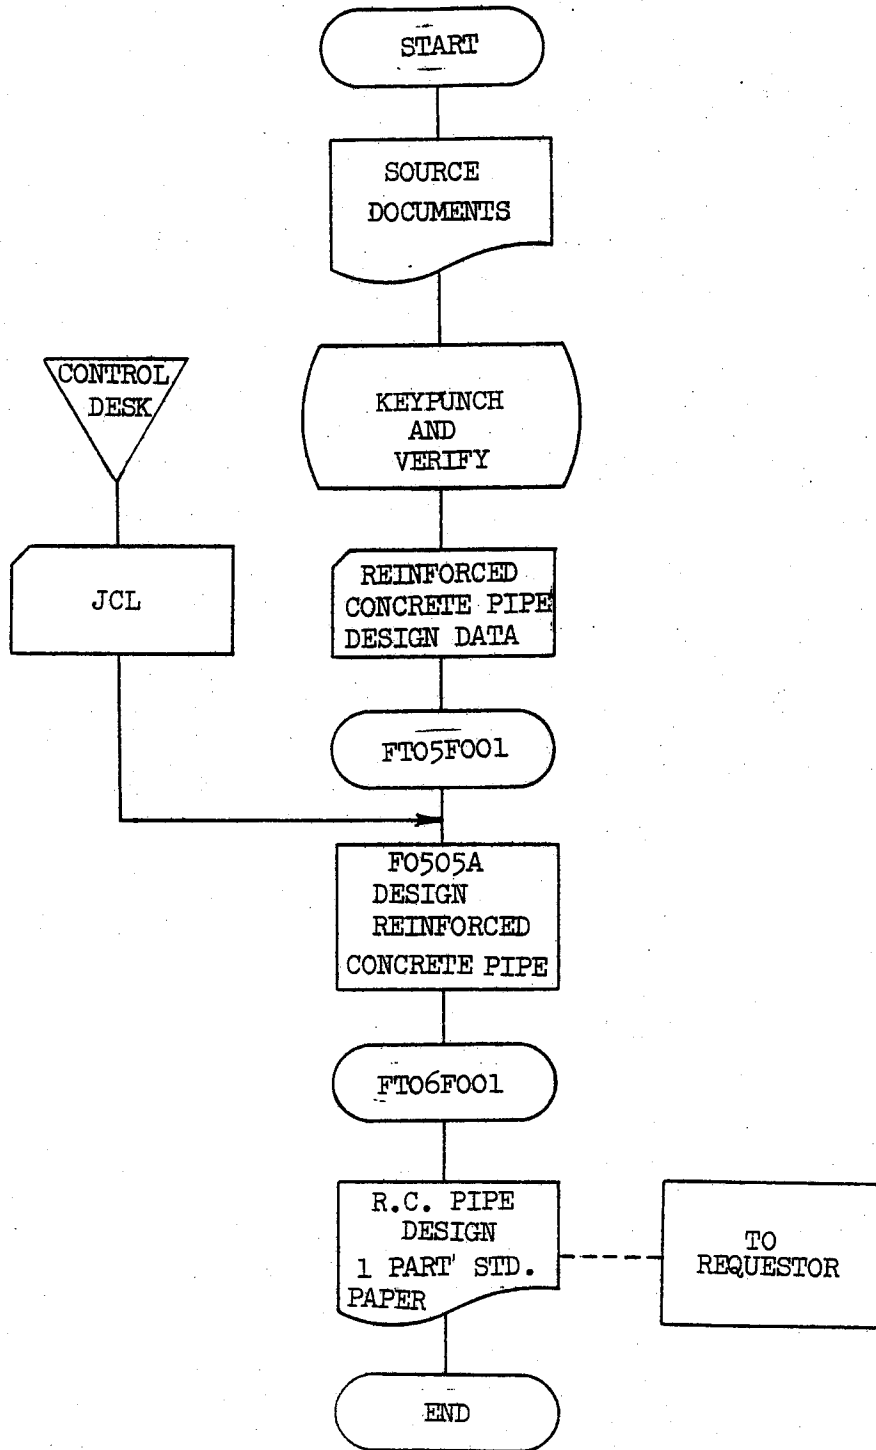 START
SOURCE
DOCUMENTS
CONTROL
DESK
KEYPUNCH
AND
VERIFY
JCL
REINFORCED
CONCRETE PIPE
DESIGN DATA
FT05F001
F0505A
DESIGN
REINFORCED
CONCRETE PIPE
FT06F001
R.C. PIPE
DESIGN
1 PART STD.
PAPER
TO
REQUESTOR
END